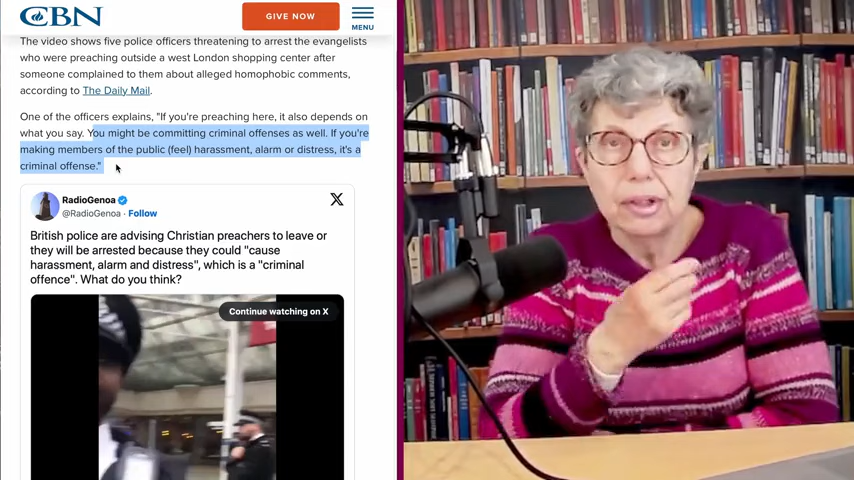 CBN
GIVE NOW
MENU
The video shows five police officers threatening to arrest the evangelists
who were preaching outside a west London shopping center after
someone complained to them about alleged homophobic comments,
according to The Daily Mail.
One of the officers explains, "If you're preaching here, it also depends on
what you say. You might be committing criminal offenses as well. If you're
making members of the public (feel) harassment, alarm or distress, it's a
criminal offense."
RadioGenoa
@RadioGenoa · Follow
X
British police are advising Christian preachers to leave or
they will be arrested because they could "cause
harassment, alarm and distress", which is a "criminal
offence". What do you think?
Continue watching on X